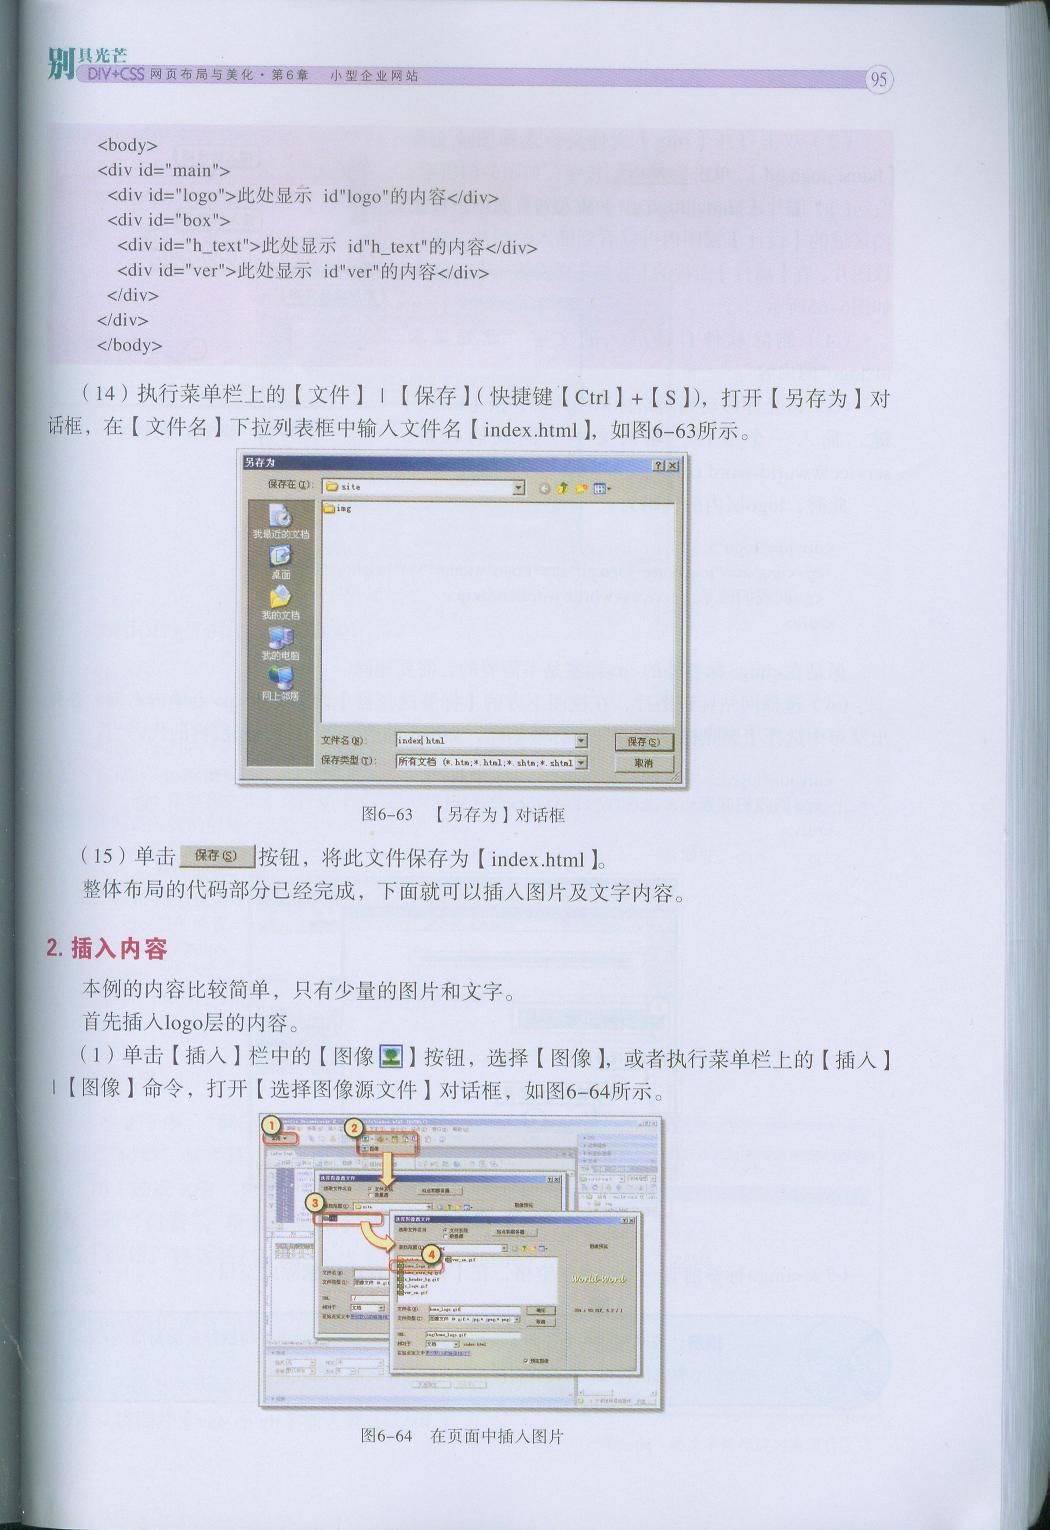 别具光芒
DIV+CSS 网页布局与美化·第6章 小型企业网站
95
<body>
<div id="main">
<div id="logo">此处显示 id"logo"的内容</div>
<div id="box">
<div id="h_text">此处显示 id"h_text"的内容</div>
<div id="ver">此处显示 id"ver"的内容</div>
</div>
</div>
</body>
（14）执行菜单栏上的【文件】|【保存】（快捷键【Ctrl】+【S】），打开【另存为】对
话框，在【文件名】下拉列表框中输入文件名【index.html】，如图6-63所示。
另存为
保存在(I): site
img
我最近的文档
桌面
我的文档
我的电脑
网上邻居
文件名(N): index.html 保存(S)
保存类型(T): 所有文档 (*.htm;*.html;*.shtm;*.shtml 取消
图6-63 【另存为】对话框
（15）单击 保存(S) 按钮，将此文件保存为【index.html】。
整体布局的代码部分已经完成，下面就可以插入图片及文字内容。
2. 插入内容
本例的内容比较简单，只有少量的图片和文字。
首先插入logo层的内容。
（1）单击【插入】栏中的【图像】按钮，选择【图像】，或者执行菜单栏上的【插入】
|【图像】命令，打开【选择图像源文件】对话框，如图6-64所示。
1
2
3
4
选择图像源文件
site
World-Word
图6-64 在页面中插入图片